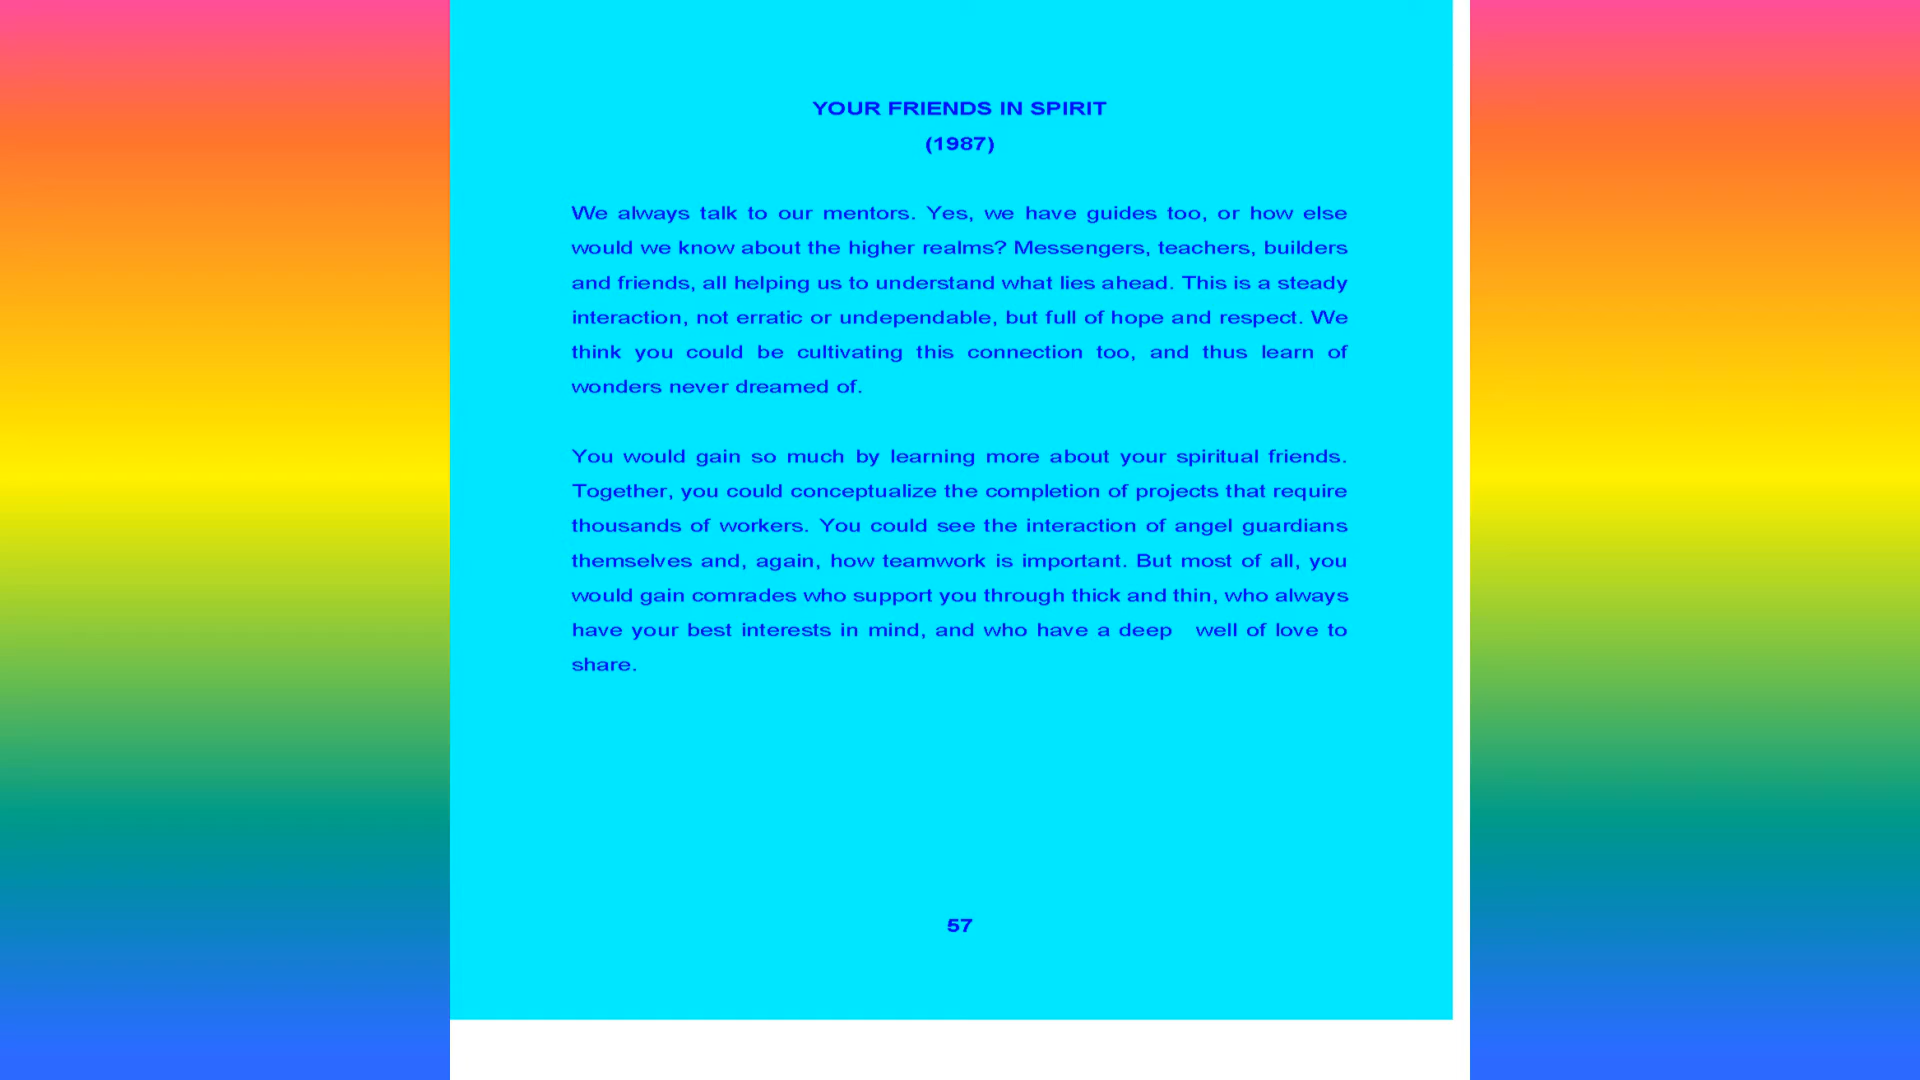 YOUR FRIENDS IN SPIRIT
(1987)
We always talk to our mentors. Yes, we have guides too, or how else
would we know about the higher realms? Messengers, teachers, builders
and friends, all helping us to understand what lies ahead. This is a steady
interaction, not erratic or undependable, but full of hope and respect. We
think you could be cultivating this connection too, and thus learn of
wonders never dreamed of.
You would gain so much by learning more about your spiritual friends.
Together, you could conceptualize the completion of projects that require
thousands of workers. You could see the interaction of angel guardians
themselves and, again, how teamwork is important. But most of all, you
would gain comrades who support you through thick and thin, who always
have your best interests in mind, and who have a deep well of love to
share.
57